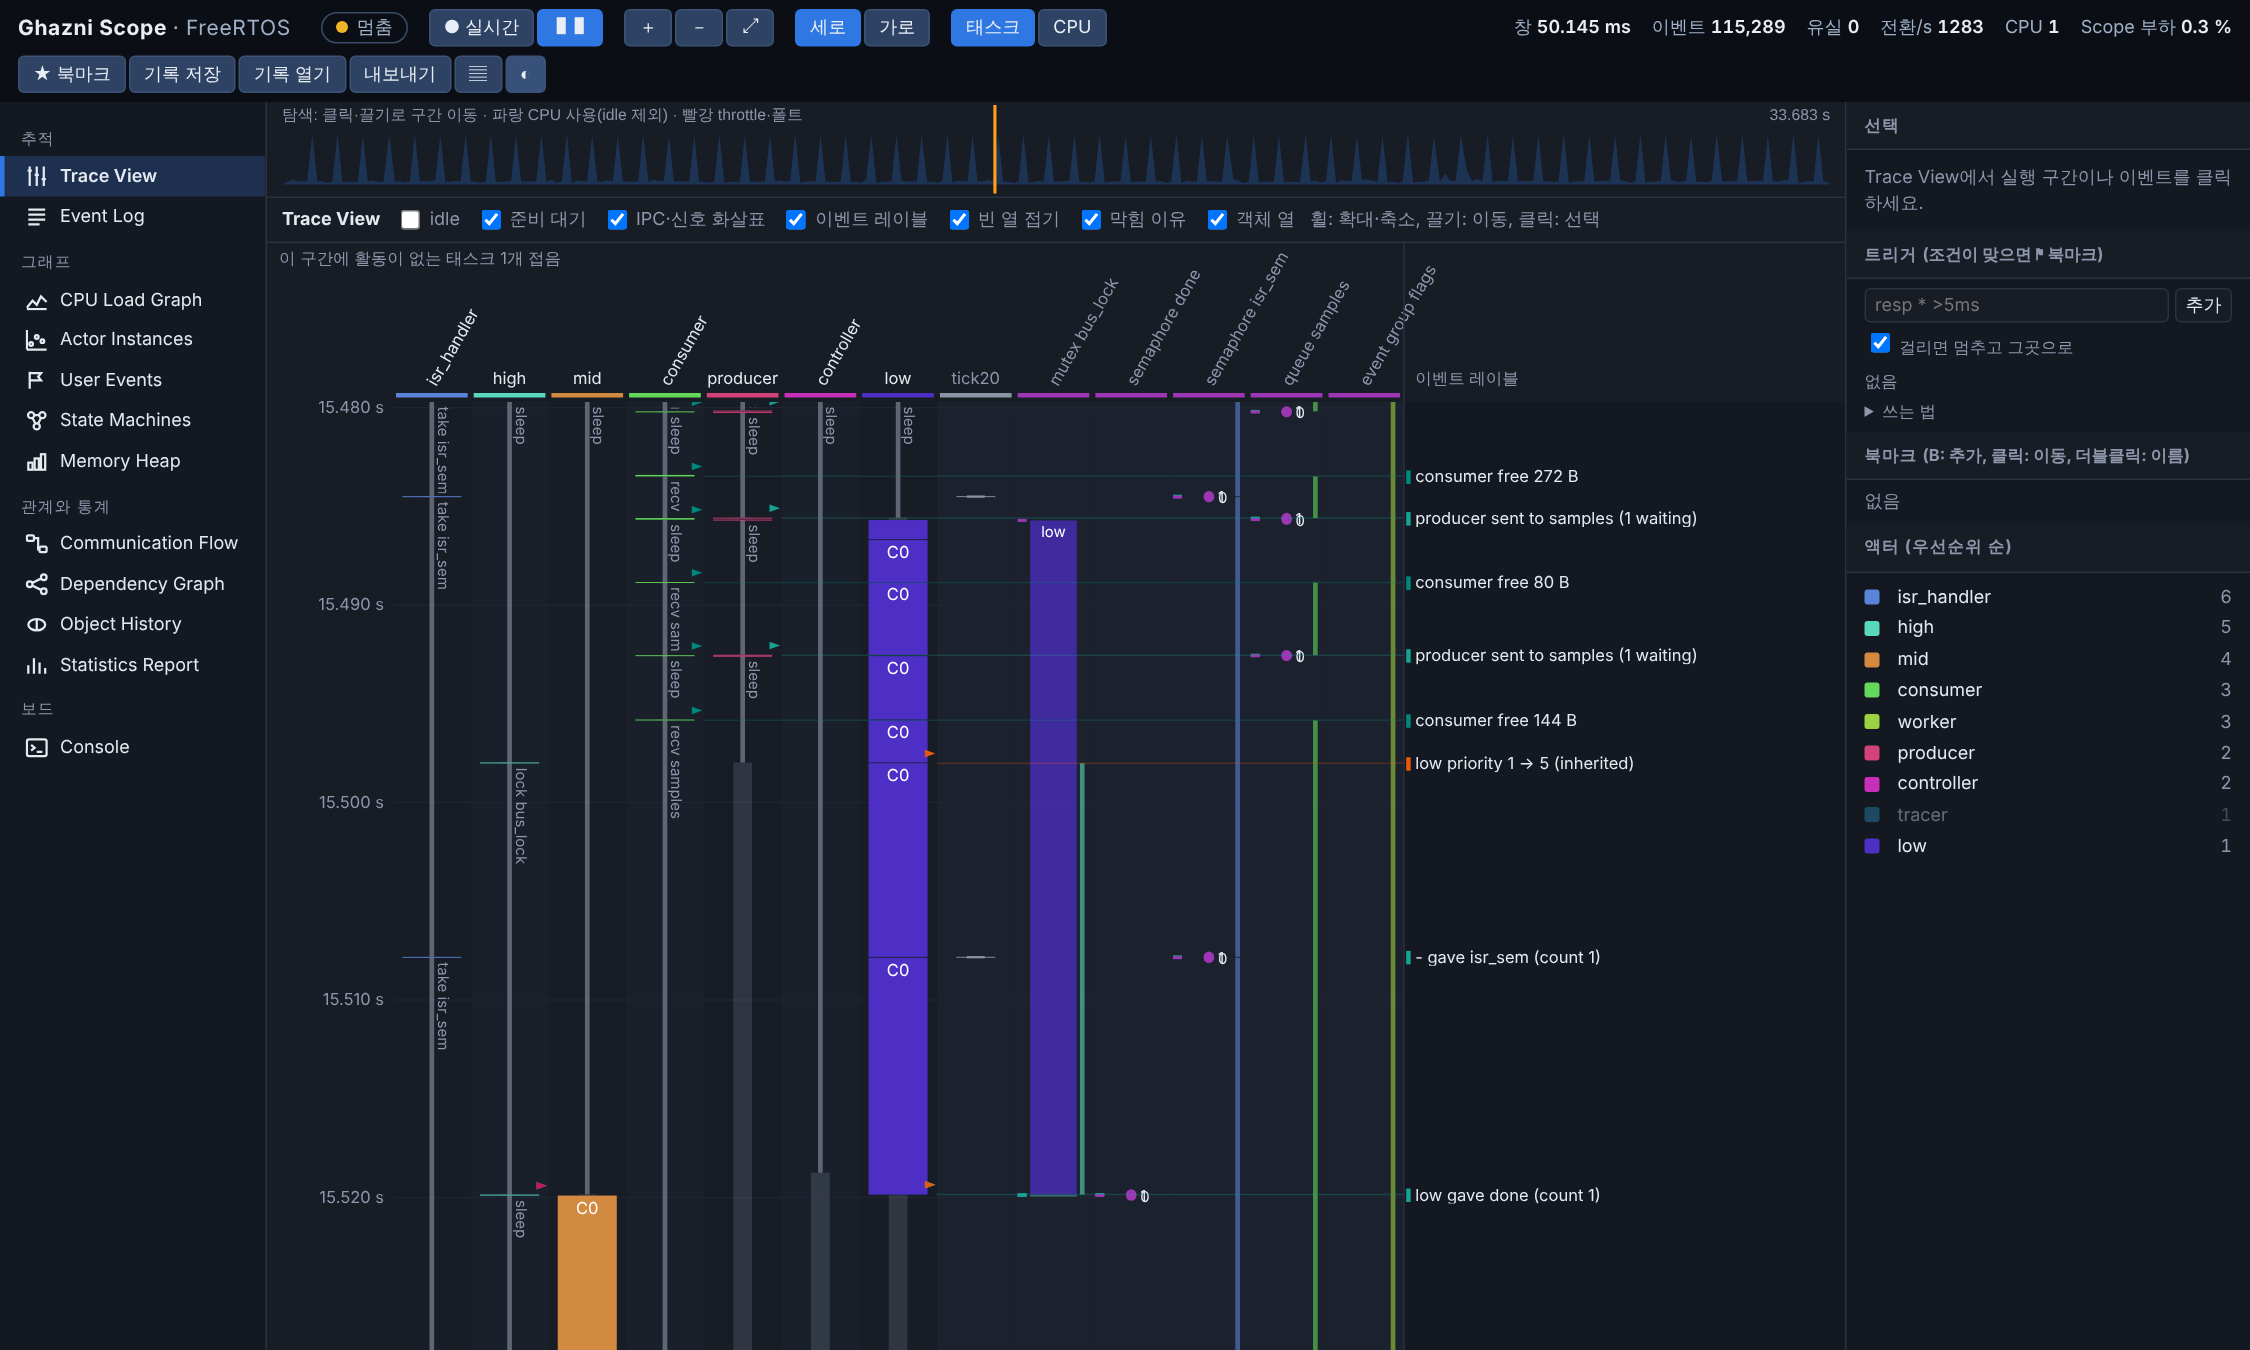 Ghazni Scope · FreeRTOS
멈춤
실시간
+
−
세로
가로
태스크
CPU
창 50.145 ms
이벤트 115,289
유실 0
전환/s 1283
CPU 1
Scope 부하 0.3 %
★ 북마크
기록 저장
기록 열기
내보내기
추적
Trace View
Event Log
그래프
CPU Load Graph
Actor Instances
User Events
State Machines
Memory Heap
관계와 통계
Communication Flow
Dependency Graph
Object History
Statistics Report
보드
Console
탐색: 클릭·끌기로 구간 이동 · 파랑 CPU 사용(idle 제외) · 빨강 throttle·폴트
33.683 s
Trace View
idle
준비 대기
IPC·신호 화살표
이벤트 레이블
빈 열 접기
막힘 이유
객체 열
휠: 확대·축소, 끌기: 이동, 클릭: 선택
이 구간에 활동이 없는 태스크 1개 접음
isr_handler
high
mid
consumer
producer
controller
low
tick20
mutex bus_lock
semaphore done
semaphore isr_sem
queue samples
event group flags
이벤트 레이블
15.480 s
15.490 s
15.500 s
15.510 s
15.520 s
take isr_sem
take isr_sem
take isr_sem
sleep
lock bus_lock
sleep
sleep
C0
sleep
recv
sleep
recv sam
sleep
recv samples
sleep
sleep
sleep
sleep
sleep
C0
C0
C0
C0
C0
C0
low
consumer free 272 B
producer sent to samples (1 waiting)
consumer free 80 B
producer sent to samples (1 waiting)
consumer free 144 B
low priority 1 → 5 (inherited)
- gave isr_sem (count 1)
low gave done (count 1)
선택
Trace View에서 실행 구간이나 이벤트를 클릭
하세요.
트리거 (조건이 맞으면 ⚑ 북마크)
resp * >5ms
추가
걸리면 멈추고 그곳으로
없음
▶ 쓰는 법
북마크 (B: 추가, 클릭: 이동, 더블클릭: 이름)
없음
액터 (우선순위 순)
isr_handler 6
high 5
mid 4
consumer 3
worker 3
producer 2
controller 2
tracer 1
low 1